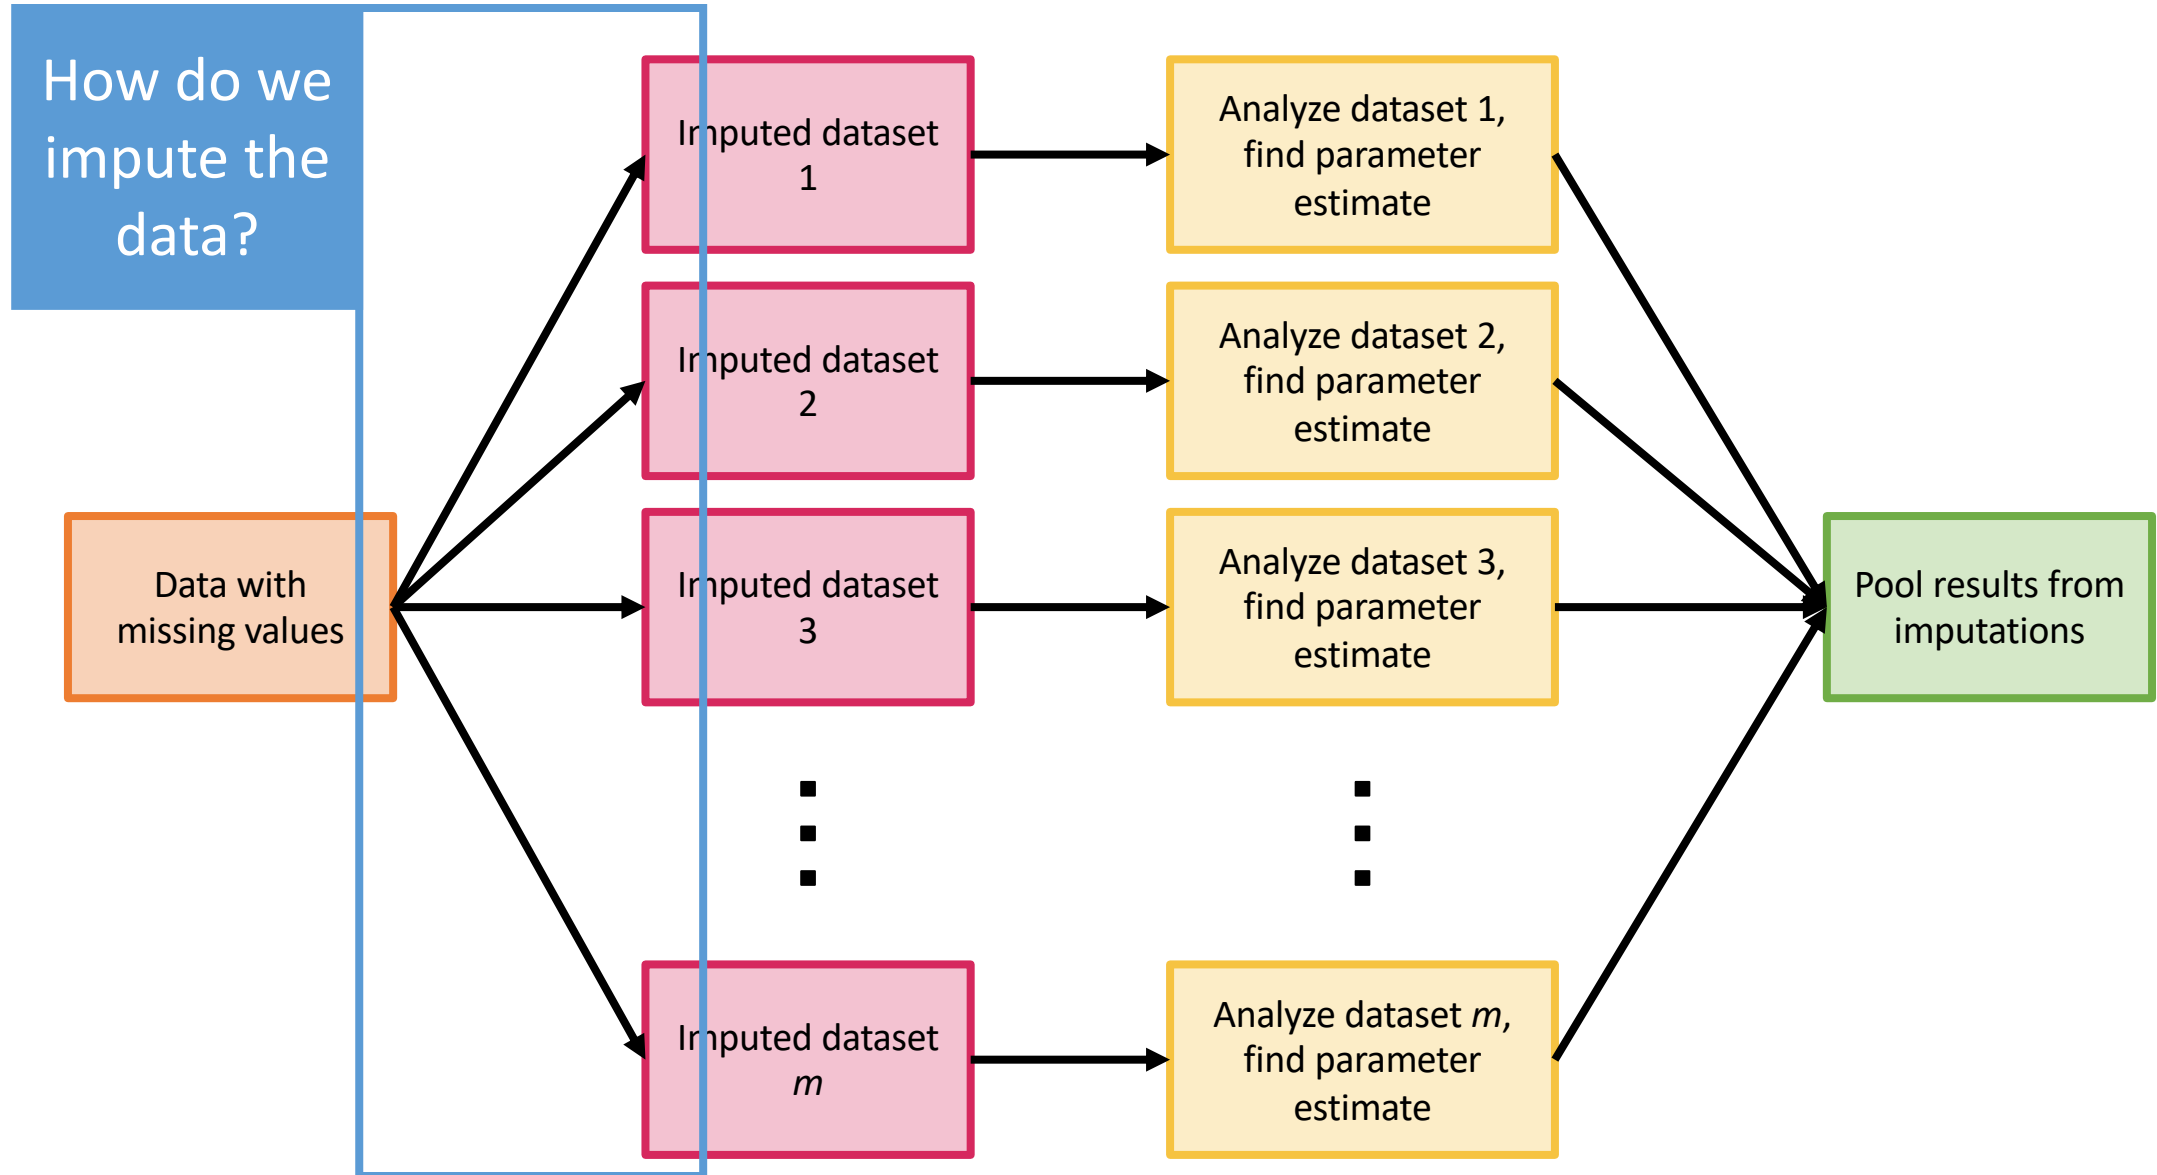 How do we
impute the
data?
Data with
missing values
Imputed dataset
1
Imputed dataset
2
Imputed dataset
3
Imputed dataset
m
Analyze dataset 1,
find parameter
estimate
Analyze dataset 2,
find parameter
estimate
Analyze dataset 3,
find parameter
estimate
Analyze dataset m,
find parameter
estimate
Pool results from
imputations